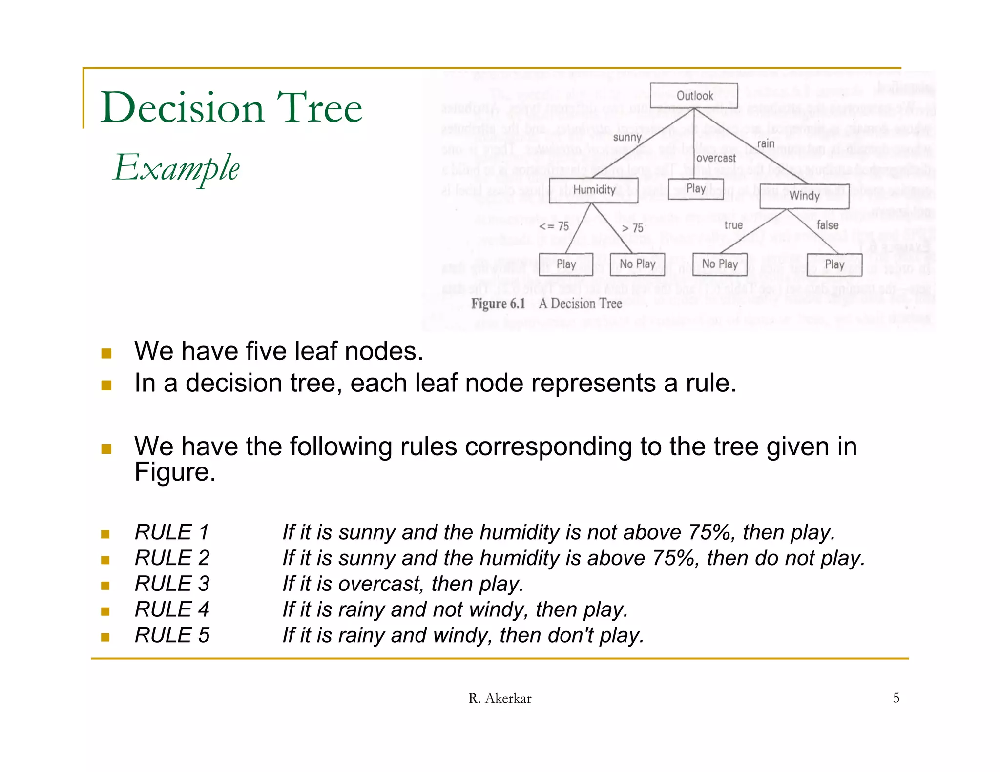 Decision Tree
Example
Outlook
sunny
overcast
rain
Humidity
Play
Windy
<= 75
> 75
true
false
Play
No Play
No Play
Play
Figure 6.1 A Decision Tree
We have five leaf nodes.
In a decision tree, each leaf node represents a rule.
We have the following rules corresponding to the tree given in
Figure.
RULE 1 If it is sunny and the humidity is not above 75%, then play.
RULE 2 If it is sunny and the humidity is above 75%, then do not play.
RULE 3 If it is overcast, then play.
RULE 4 If it is rainy and not windy, then play.
RULE 5 If it is rainy and windy, then don't play.
R. Akerkar
5